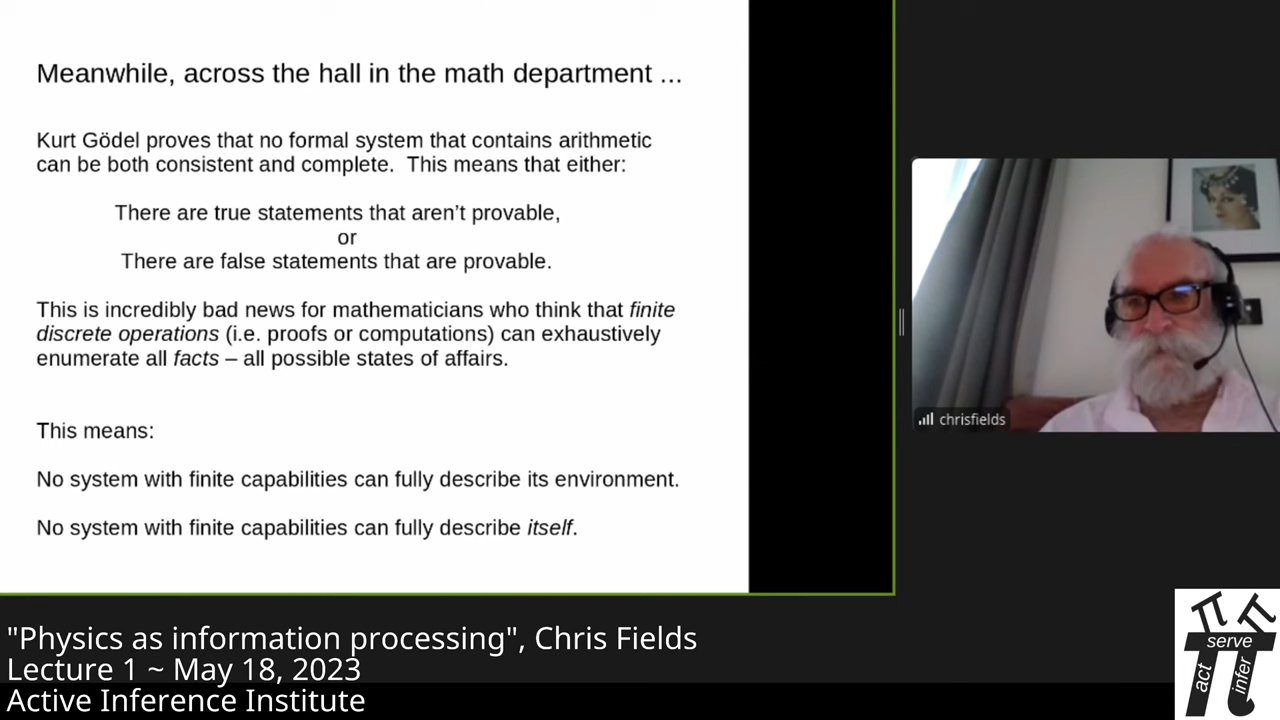 Meanwhile, across the hall in the math department ...
Kurt Gödel proves that no formal system that contains arithmetic
can be both consistent and complete.  This means that either:
There are true statements that aren’t provable,
or
There are false statements that are provable.
This is incredibly bad news for mathematicians who think that finite
discrete operations (i.e. proofs or computations) can exhaustively
enumerate all facts – all possible states of affairs.
This means:
No system with finite capabilities can fully describe its environment.
No system with finite capabilities can fully describe itself.
chrisfields
"Physics as information processing", Chris Fields
Lecture 1 ~ May 18, 2023
Active Inference Institute
serve
act
infer